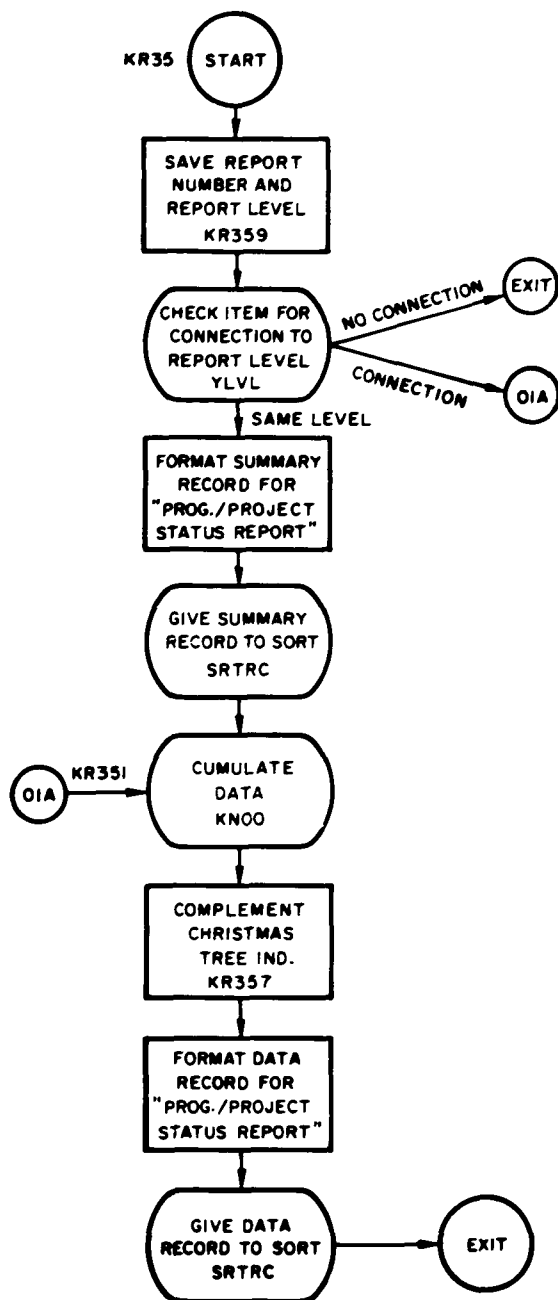 KR35
START
SAVE REPORT
NUMBER AND
REPORT LEVEL
KR359
CHECK ITEM FOR
CONNECTION TO
REPORT LEVEL
YLVL
NO CONNECTION
EXIT
CONNECTION
01A
SAME LEVEL
FORMAT SUMMARY
RECORD FOR
"PROG./PROJECT
STATUS REPORT"
GIVE SUMMARY
RECORD TO SORT
SRTRC
01A
KR351
CUMULATE
DATA
KN00
COMPLEMENT
CHRISTMAS
TREE IND.
KR357
FORMAT DATA
RECORD FOR
"PROG./PROJECT
STATUS REPORT"
GIVE DATA
RECORD TO SORT
SRTRC
EXIT